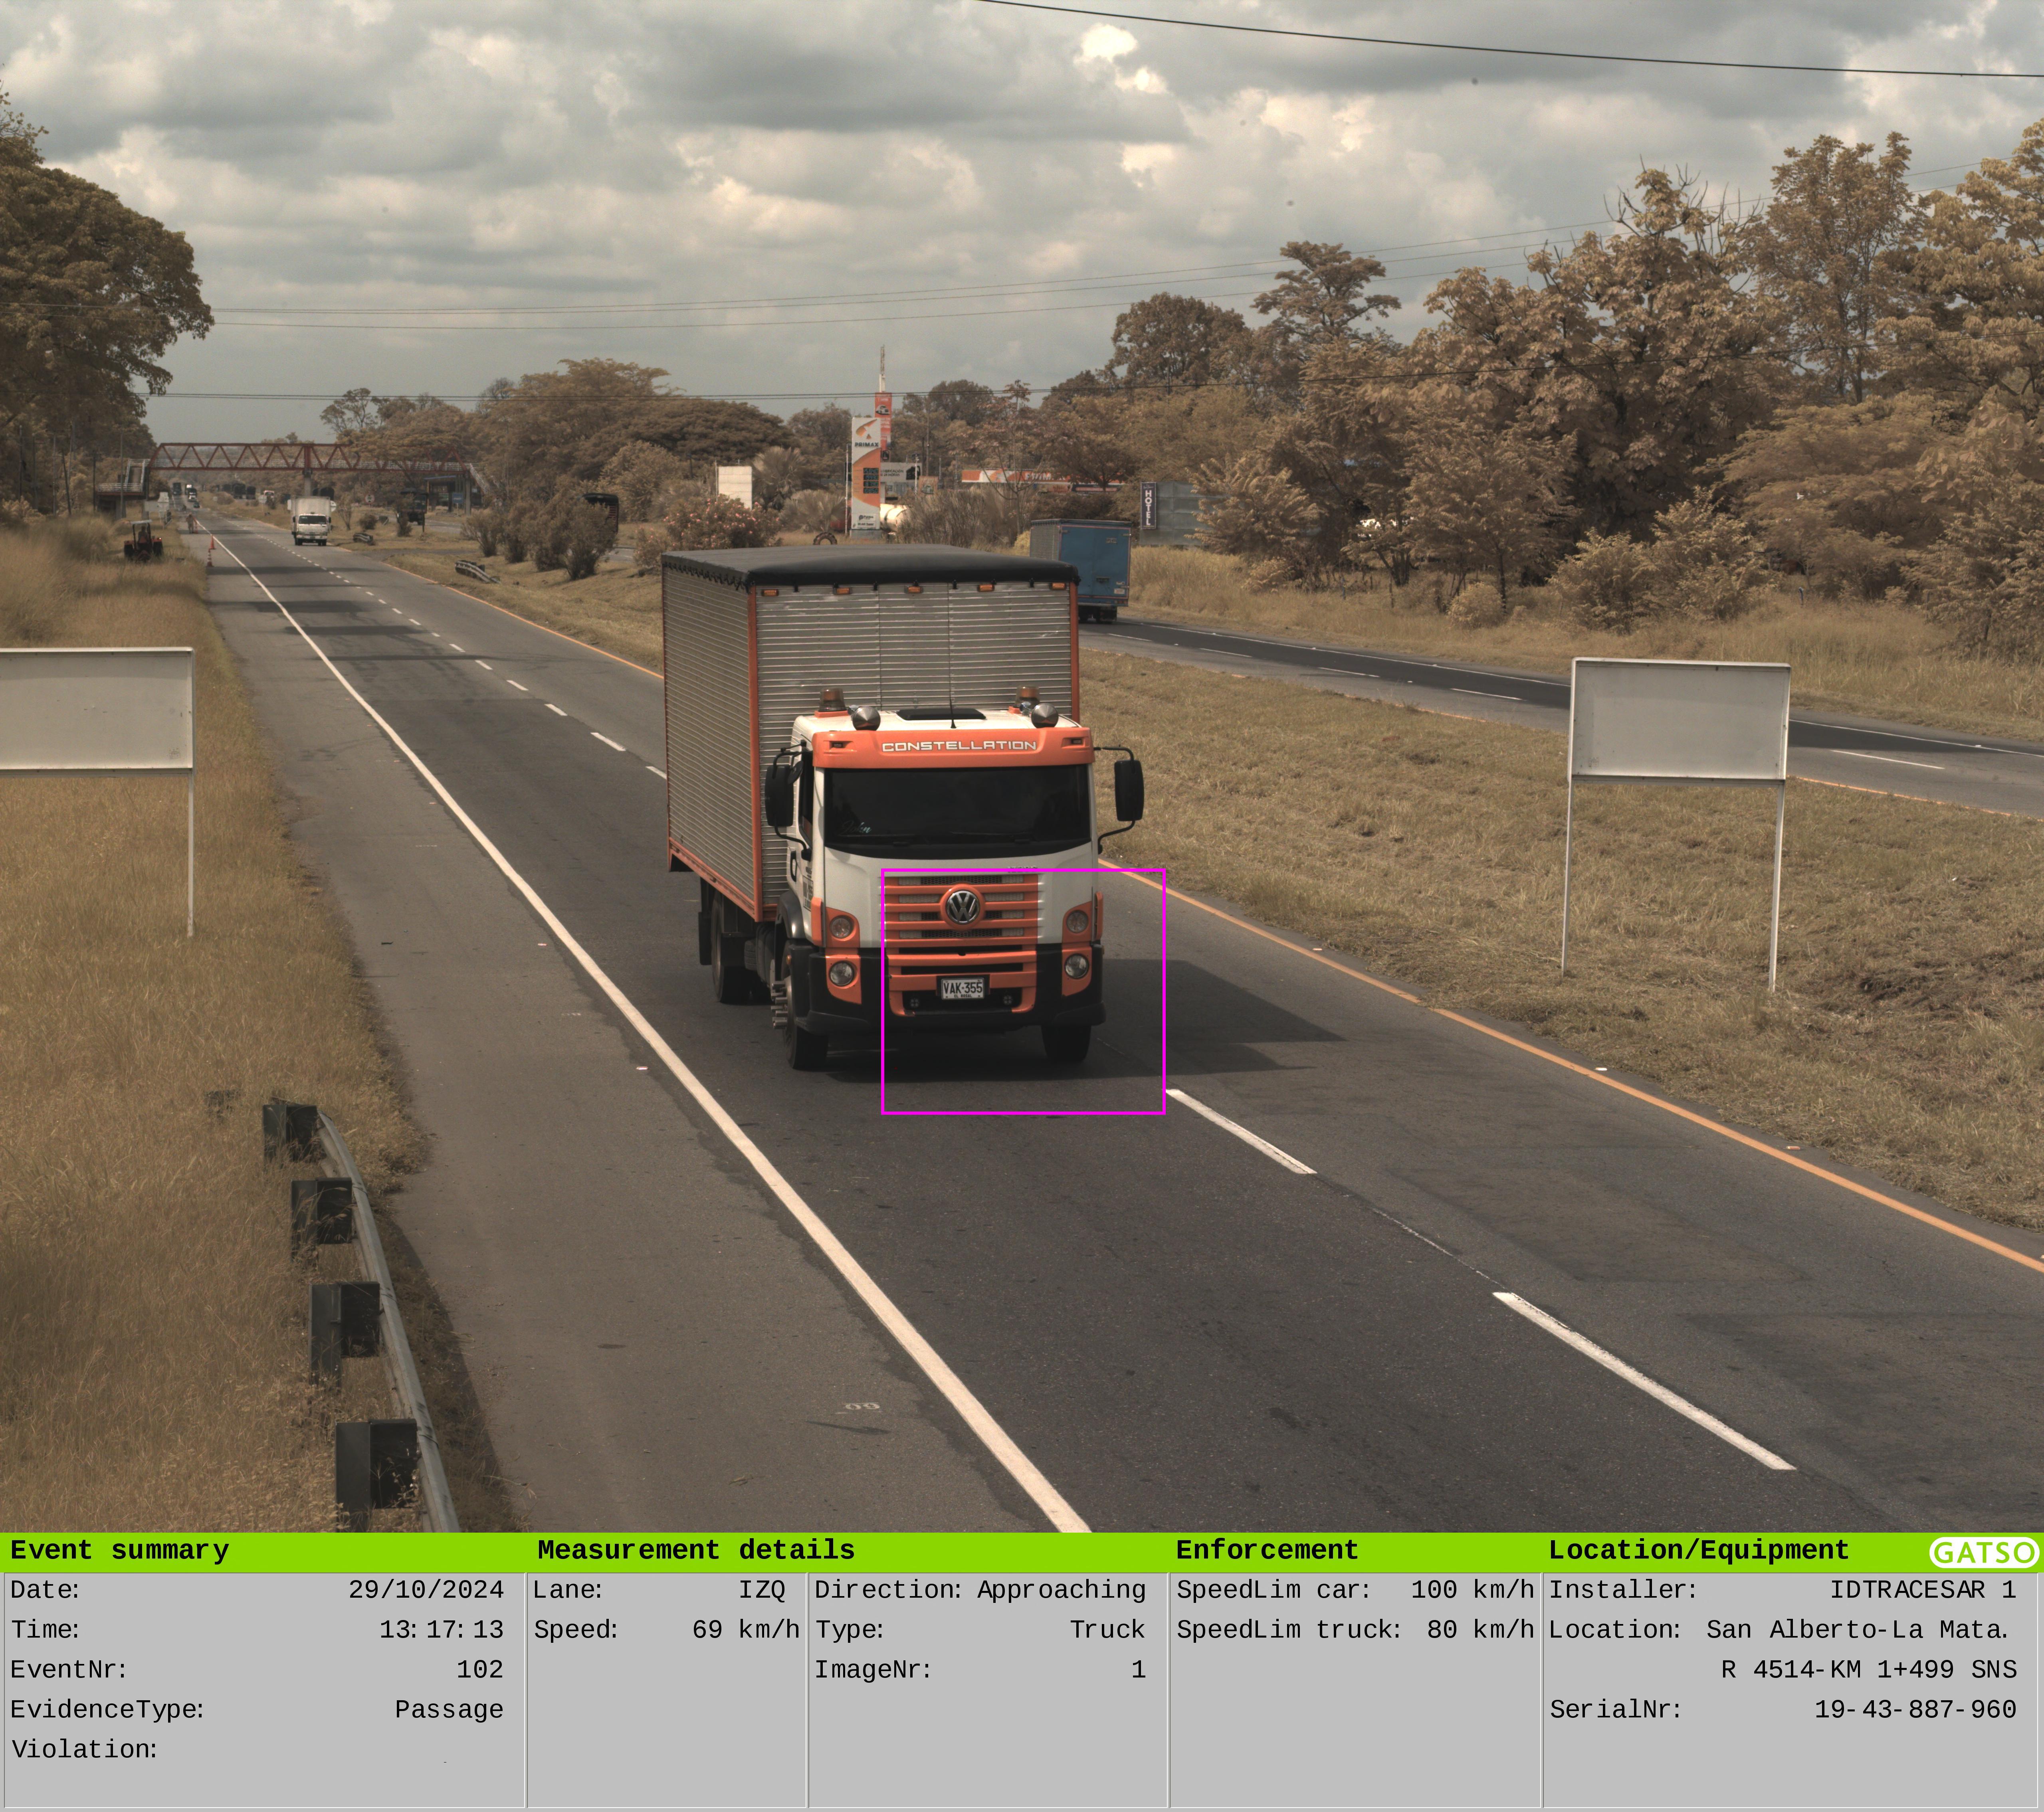 PRIMAX
HOTEL
CONSTELLATION
VAK-355
Event summary
Measurement details
Enforcement
Location/Equipment
GATSO
Date: 29/10/2024
Lane: IZQ
Direction: Approaching
SpeedLim car: 100 km/h
Installer: IDTRACESAR 1
Time: 13:17:13
Speed: 69 km/h
Type: Truck
SpeedLim truck: 80 km/h
Location: San Alberto-La Mata.
EventNr: 102
ImageNr: 1
R 4514-KM 1+499 SNS
EvidenceType: Passage
SerialNr: 19-43-887-960
Violation: